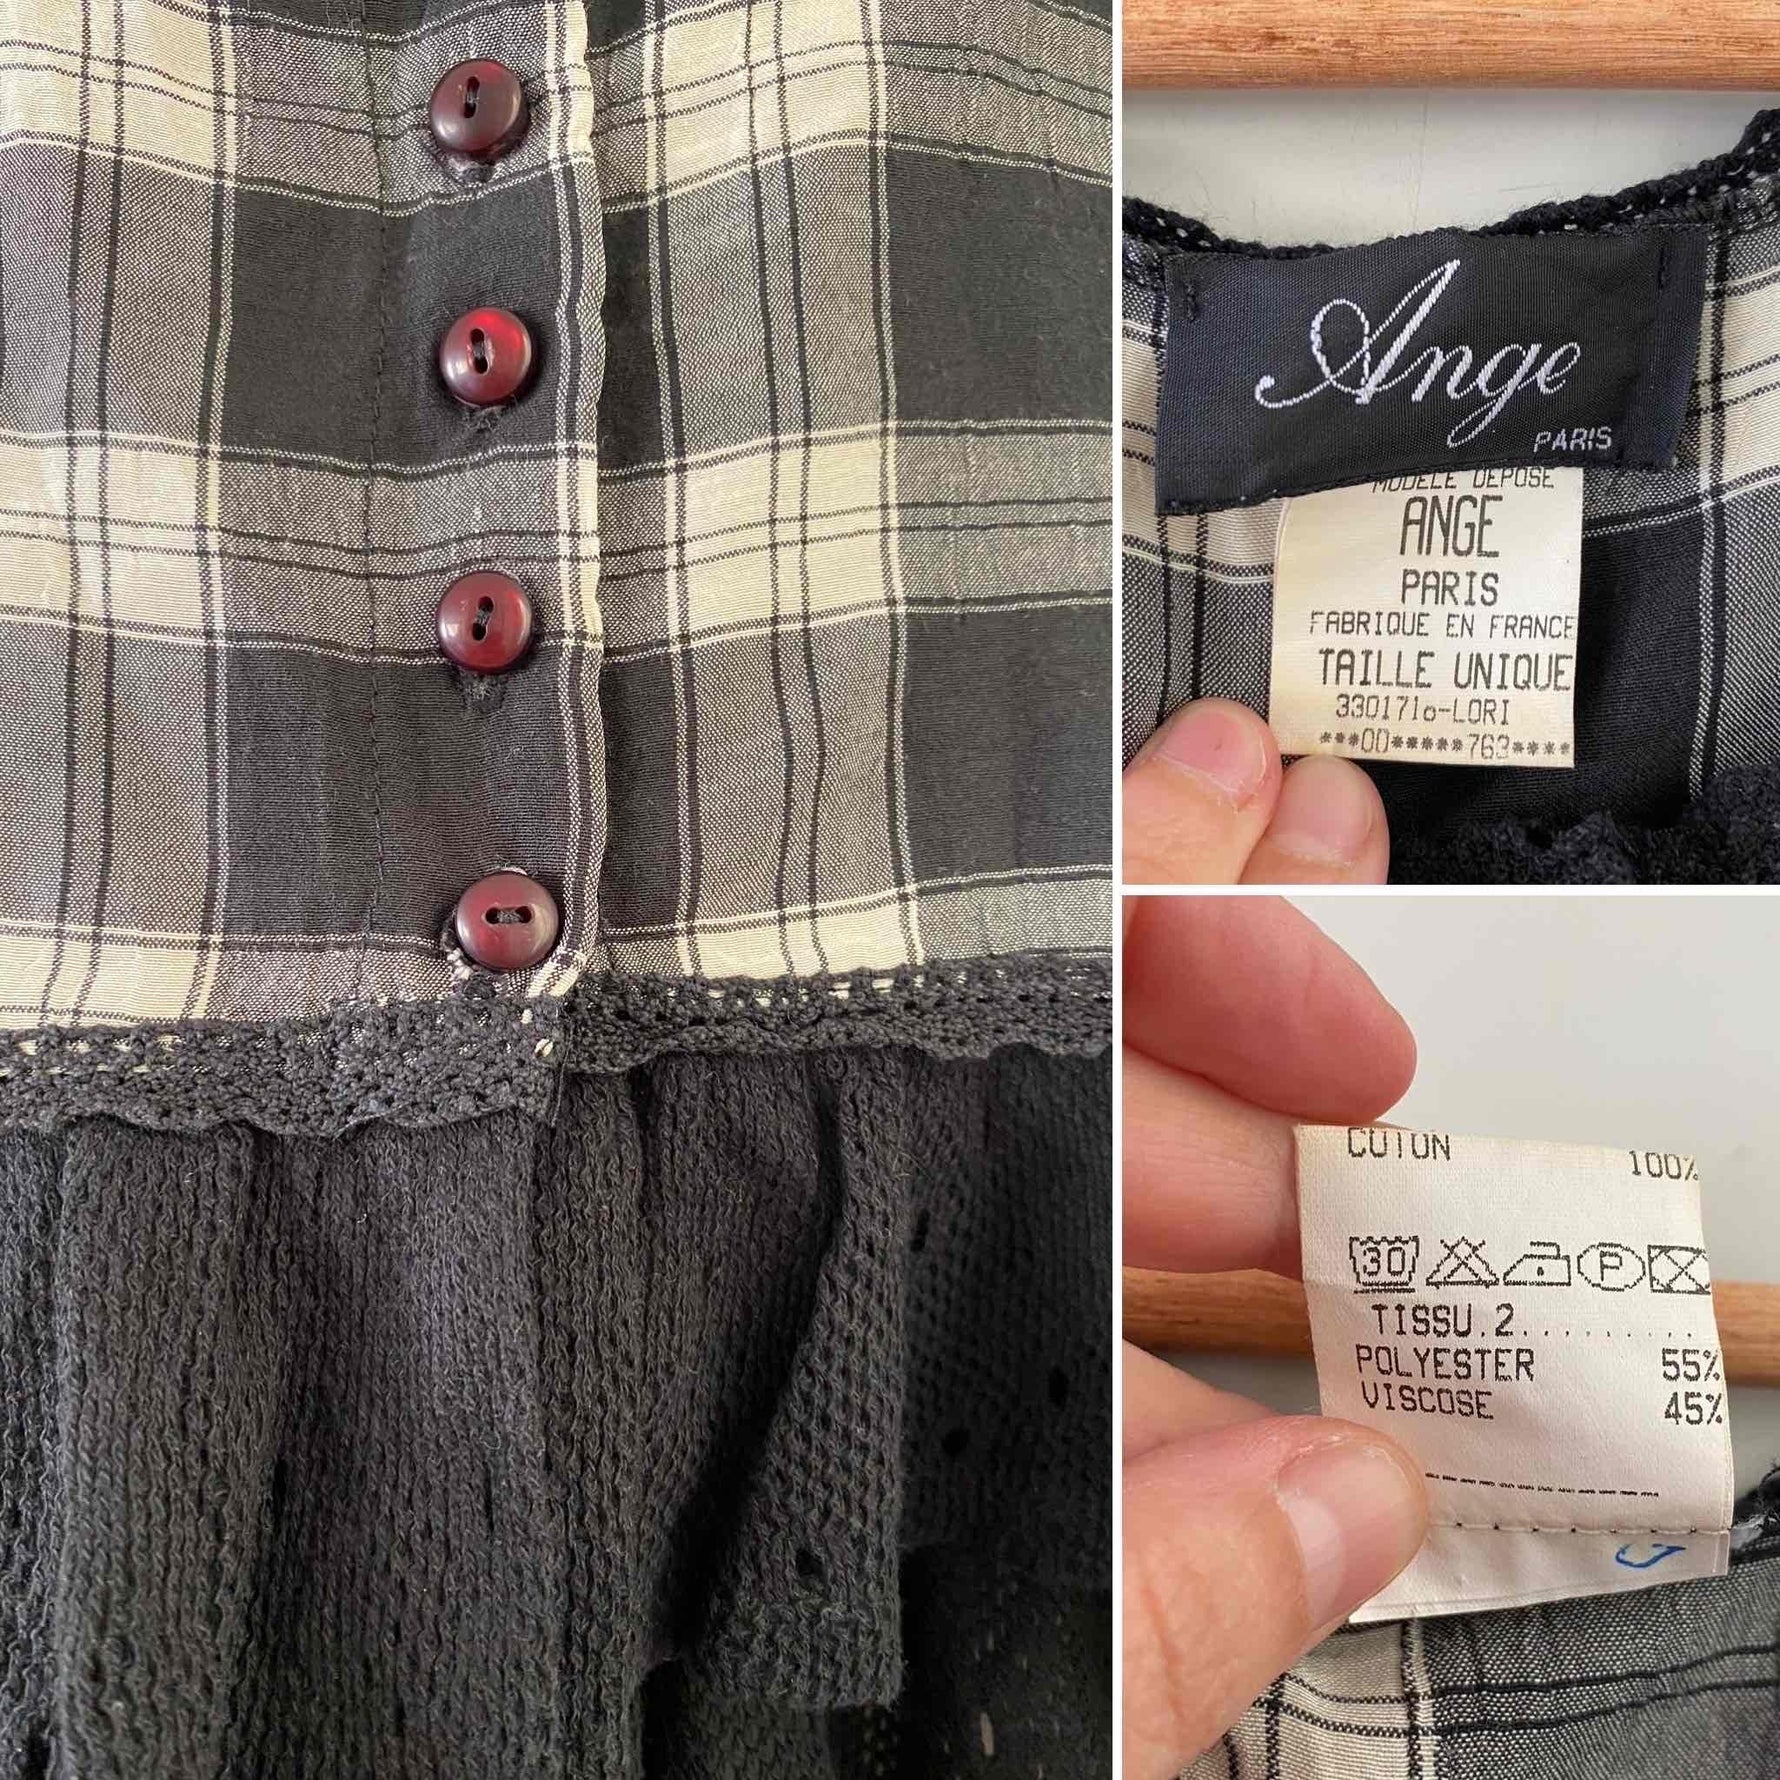 Ange
PARIS
MODELE DEPOSE
ANGE
PARIS
FABRIQUE EN FRANCE
TAILLE UNIQUE
330171o-LORI
***00*****763****
COTON 100%
30 P
TISSU.2..........
POLYESTER 55%
VISCOSE 45%